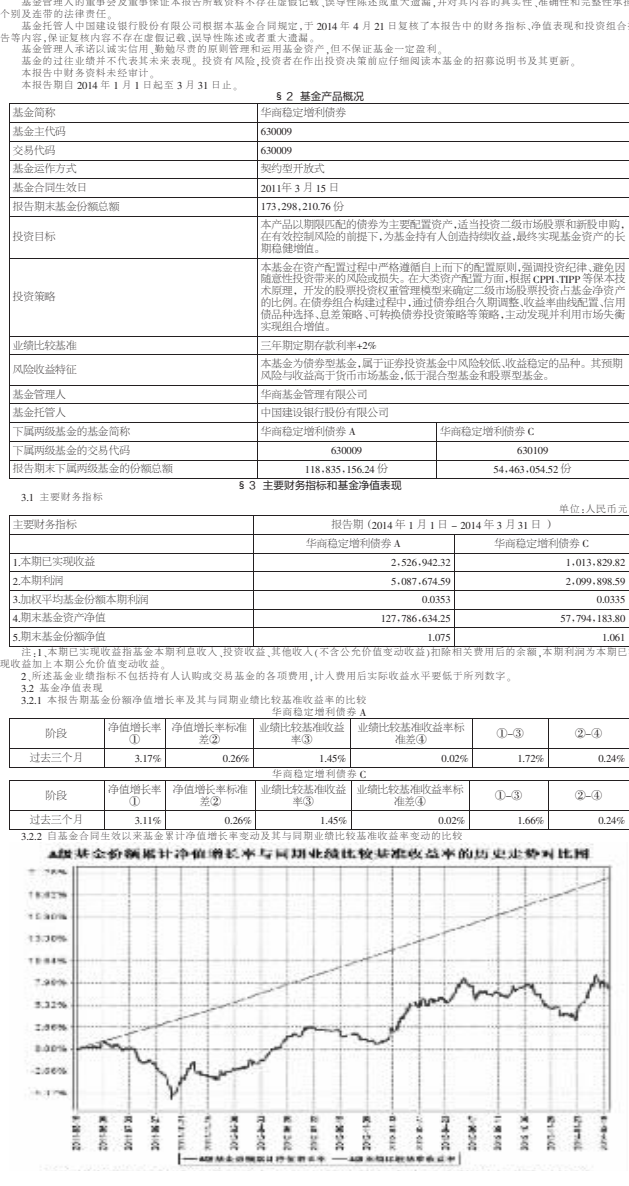 基金管理人的董事会及董事保证本报告所载资料不存在虚假记载、误导性陈述或重大遗漏,并对其内容的真实性、准确性和完整性承担
个别及连带的法律责任。
基金托管人中国建设银行股份有限公司根据本基金合同规定,于 2014 年 4 月 21 日复核了本报告中的财务指标、净值表现和投资组合报
告等内容,保证复核内容不存在虚假记载、误导性陈述或者重大遗漏。
基金管理人承诺以诚实信用、勤勉尽责的原则管理和运用基金资产,但不保证基金一定盈利。
基金的过往业绩并不代表其未来表现。投资有风险,投资者在作出投资决策前应仔细阅读本基金的招募说明书及其更新。
本报告中财务资料未经审计。
本报告期自 2014 年 1 月 1 日起至 3 月 31 日止。
§2 基金产品概况
基金简称 华商稳定增利债券
基金主代码 630009
交易代码 630009
基金运作方式 契约型开放式
基金合同生效日 2011年 3 月 15 日
报告期末基金份额总额 173,298,210.76 份
投资目标 本产品以期限匹配的债券为主要配置资产,适当投资二级市场股票和新股申购,
在有效控制风险的前提下,为基金持有人创造持续收益,最终实现基金资产的长
期稳健增值。
投资策略 本基金在资产配置过程中严格遵循自上而下的配置原则,强调投资纪律、避免因
随意性投资带来的风险或损失。在大类资产配置方面,根据 CPPI、TIPP 等保本技
术原理， 开发的股票投资权重管理模型来确定二级市场股票投资占基金净资产
的比例。在债券组合构建过程中,通过债券组合久期调整、收益率曲线配置、信用
债品种选择、息差策略、可转换债券投资策略等策略,主动发现并利用市场失衡
实现组合增值。
业绩比较基准 三年期定期存款利率+2%
风险收益特征 本基金为债券型基金,属于证券投资基金中风险较低、收益稳定的品种。其预期
风险与收益高于货币市场基金,低于混合型基金和股票型基金。
基金管理人 华商基金管理有限公司
基金托管人 中国建设银行股份有限公司
下属两级基金的基金简称 华商稳定增利债券 A 华商稳定增利债券 C
下属两级基金的交易代码 630009 630109
报告期末下属两级基金的份额总额 118,835,156.24 份 54,463,054.52 份
§3 主要财务指标和基金净值表现
3.1 主要财务指标
单位:人民币元
主要财务指标 报告期（2014 年 1 月 1 日 - 2014 年 3 月 31 日 ）
华商稳定增利债券 A 华商稳定增利债券 C
1.本期已实现收益 2,526,942.32 1,013,829.82
2.本期利润 5,087,674.59 2,099,898.59
3.加权平均基金份额本期利润 0.0353 0.0335
4.期末基金资产净值 127,786,634.25 57,794,183.80
5.期末基金份额净值 1.075 1.061
注:1、本期已实现收益指基金本期利息收入、投资收益、其他收入(不含公允价值变动收益)扣除相关费用后的余额,本期利润为本期已实
现收益加上本期公允价值变动收益。
2、所述基金业绩指标不包括持有人认购或交易基金的各项费用,计入费用后实际收益水平要低于所列数字。
3.2 基金净值表现
3.2.1 本报告期基金份额净值增长率及其与同期业绩比较基准收益率的比较
华商稳定增利债券 A
阶段 净值增长率① 净值增长率标准差② 业绩比较基准收益率③ 业绩比较基准收益率标准差④ ①-③ ②-④
过去三个月 3.17% 0.26% 1.45% 0.02% 1.72% 0.24%
华商稳定增利债券 C
阶段 净值增长率① 净值增长率标准差② 业绩比较基准收益率③ 业绩比较基准收益率标准差④ ①-③ ②-④
过去三个月 3.11% 0.26% 1.45% 0.02% 1.66% 0.24%
3.2.2 自基金合同生效以来基金累计净值增长率变动及其与同期业绩比较基准收益率变动的比较
A级基金份额累计净值增长率与同期业绩比较基准收益率的历史走势对比图
13.30%
7.98%
5.32%
2.66%
0.00%
-2.66%